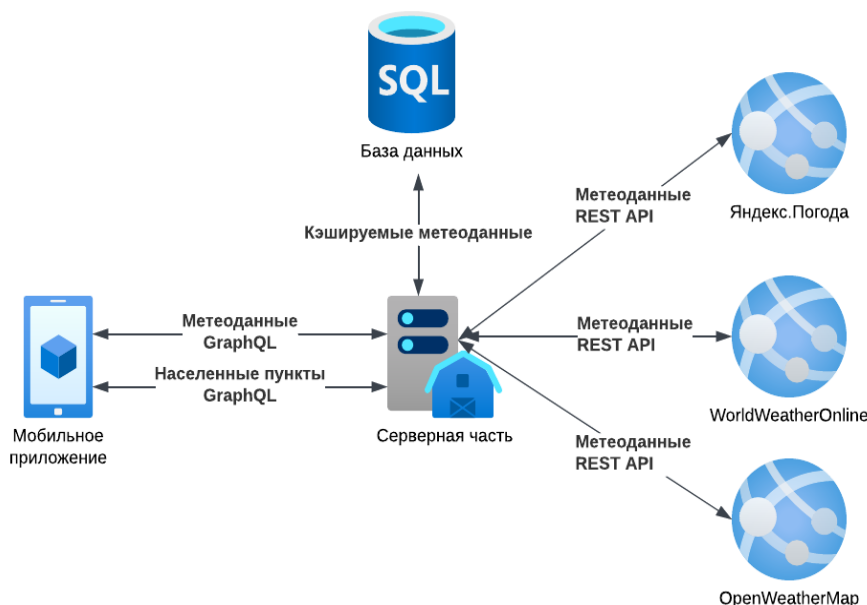 SQL
База данных
Кэшируемые метеоданные
Метеоданные
REST API
Яндекс.Погода
Метеоданные
GraphQL
Населенные пункты
GraphQL
Мобильное
приложение
Серверная часть
Метеоданные
REST API
WorldWeatherOnline
Метеоданные
REST API
OpenWeatherMap